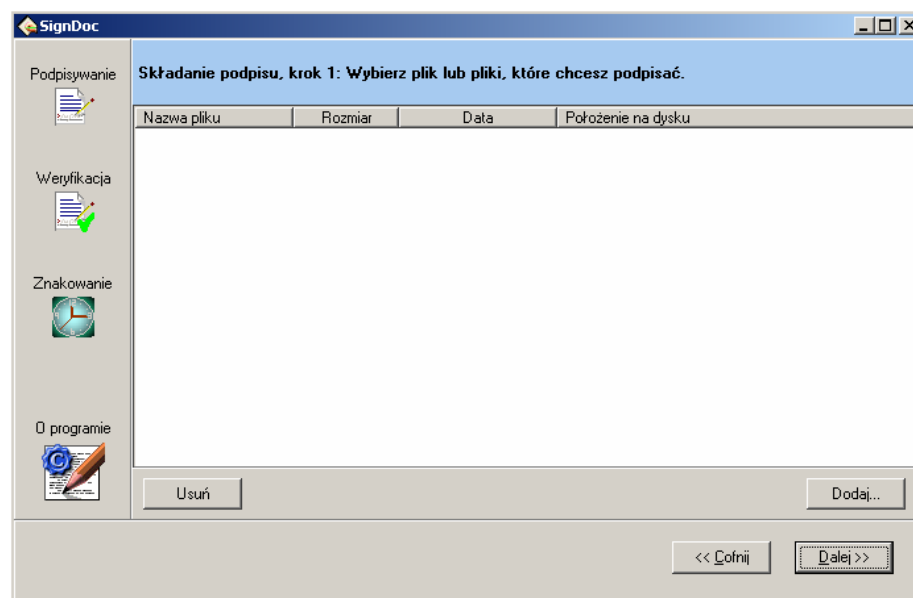 SignDoc
Podpisywanie
Składanie podpisu, krok 1: Wybierz plik lub pliki, które chcesz podpisać.
Nazwa pliku Rozmiar Data Położenie na dysku
Weryfikacja
Znakowanie
O programie
Usuń Dodaj...
<< Cofnij Dalej >>